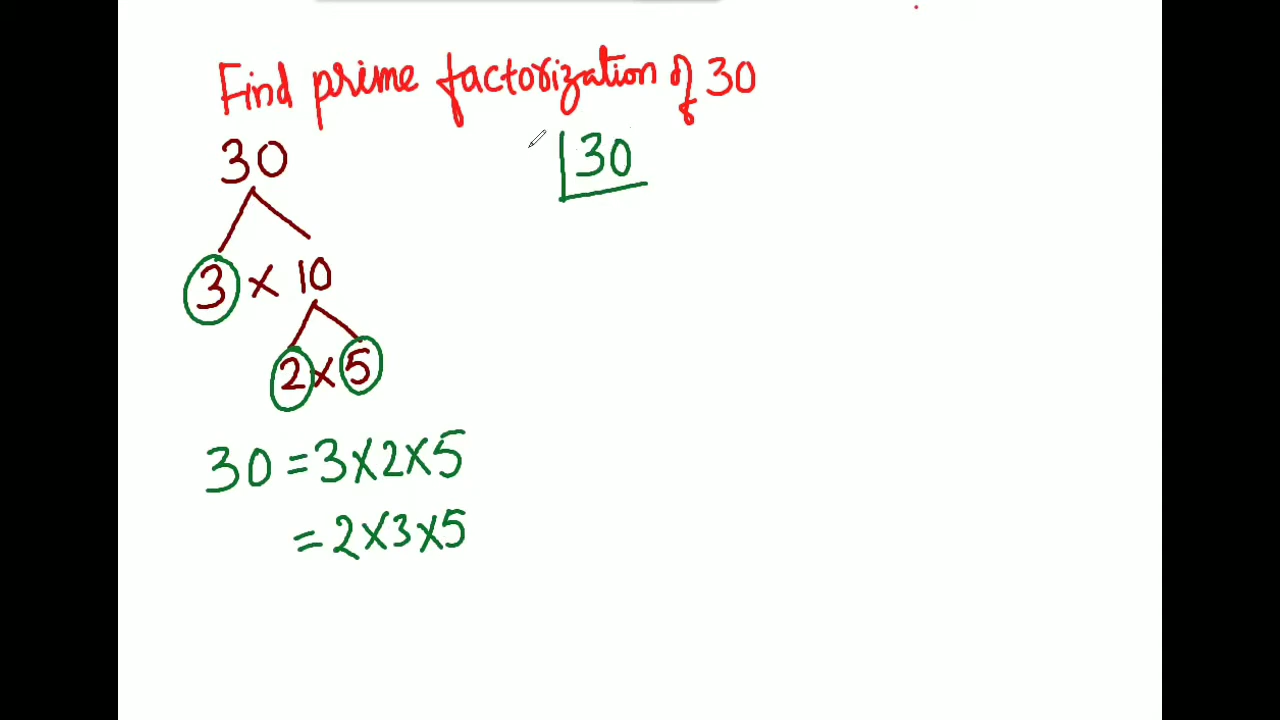 Find prime factorization of 30
30
3 × 10
2 × 5
30 = 3×2×5
= 2×3×5
30